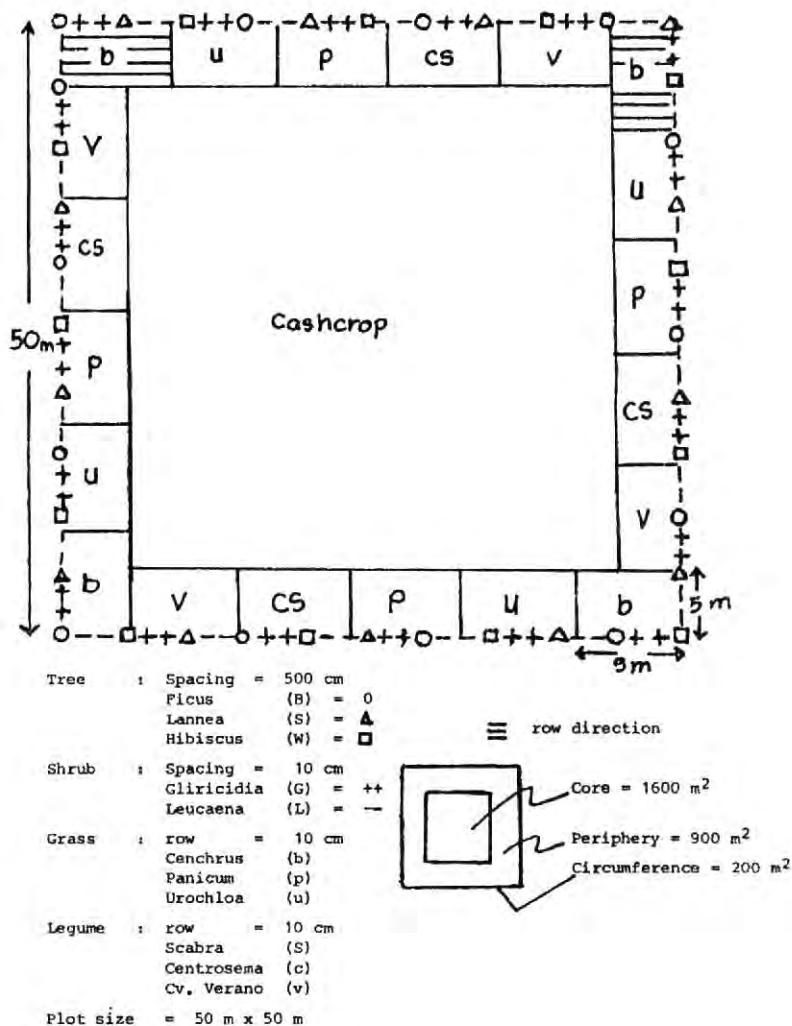 b u p cs v b
v
cs
p
u
b
50m
Cashcrop
u
p
cs
v
5 m
v cs p u b
9m
Tree : Spacing = 500 cm
Ficus (B) = O
Lannea (S) = △
Hibiscus (W) = □
≡ row direction
Shrub : Spacing = 10 cm
Gliricidia (G) = ++
Leucaena (L) = --
Core = 1600 m²
Periphery = 900 m²
Circumference = 200 m²
Grass : row = 10 cm
Cenchrus (b)
Panicum (p)
Urochloa (u)
Legume : row = 10 cm
Scabra (S)
Centrosema (c)
Cv. Verano (v)
Plot size = 50 m x 50 m